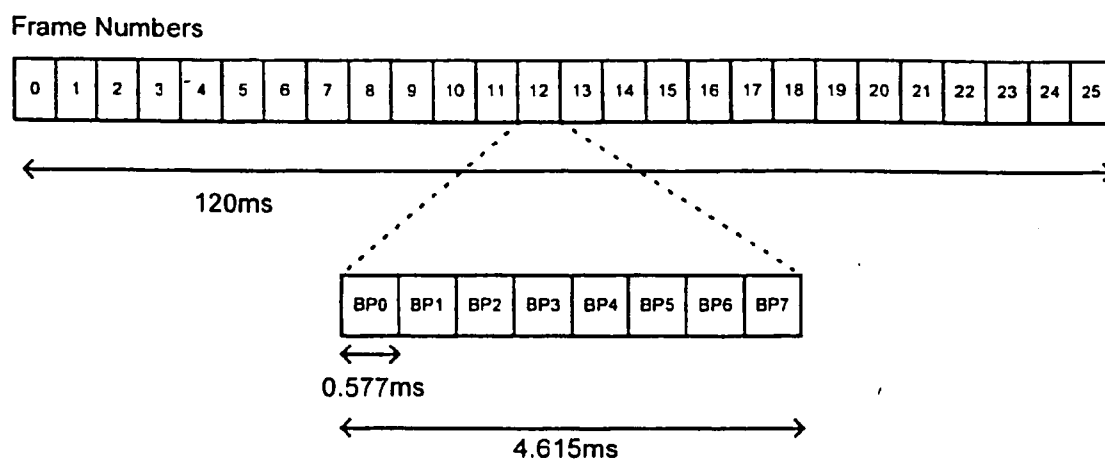 Frame Numbers
0 1 2 3 4 5 6 7 8 9 10 11 12 13 14 15 16 17 18 19 20 21 22 23 24 25
120ms
BP0 BP1 BP2 BP3 BP4 BP5 BP6 BP7
0.577ms
4.615ms